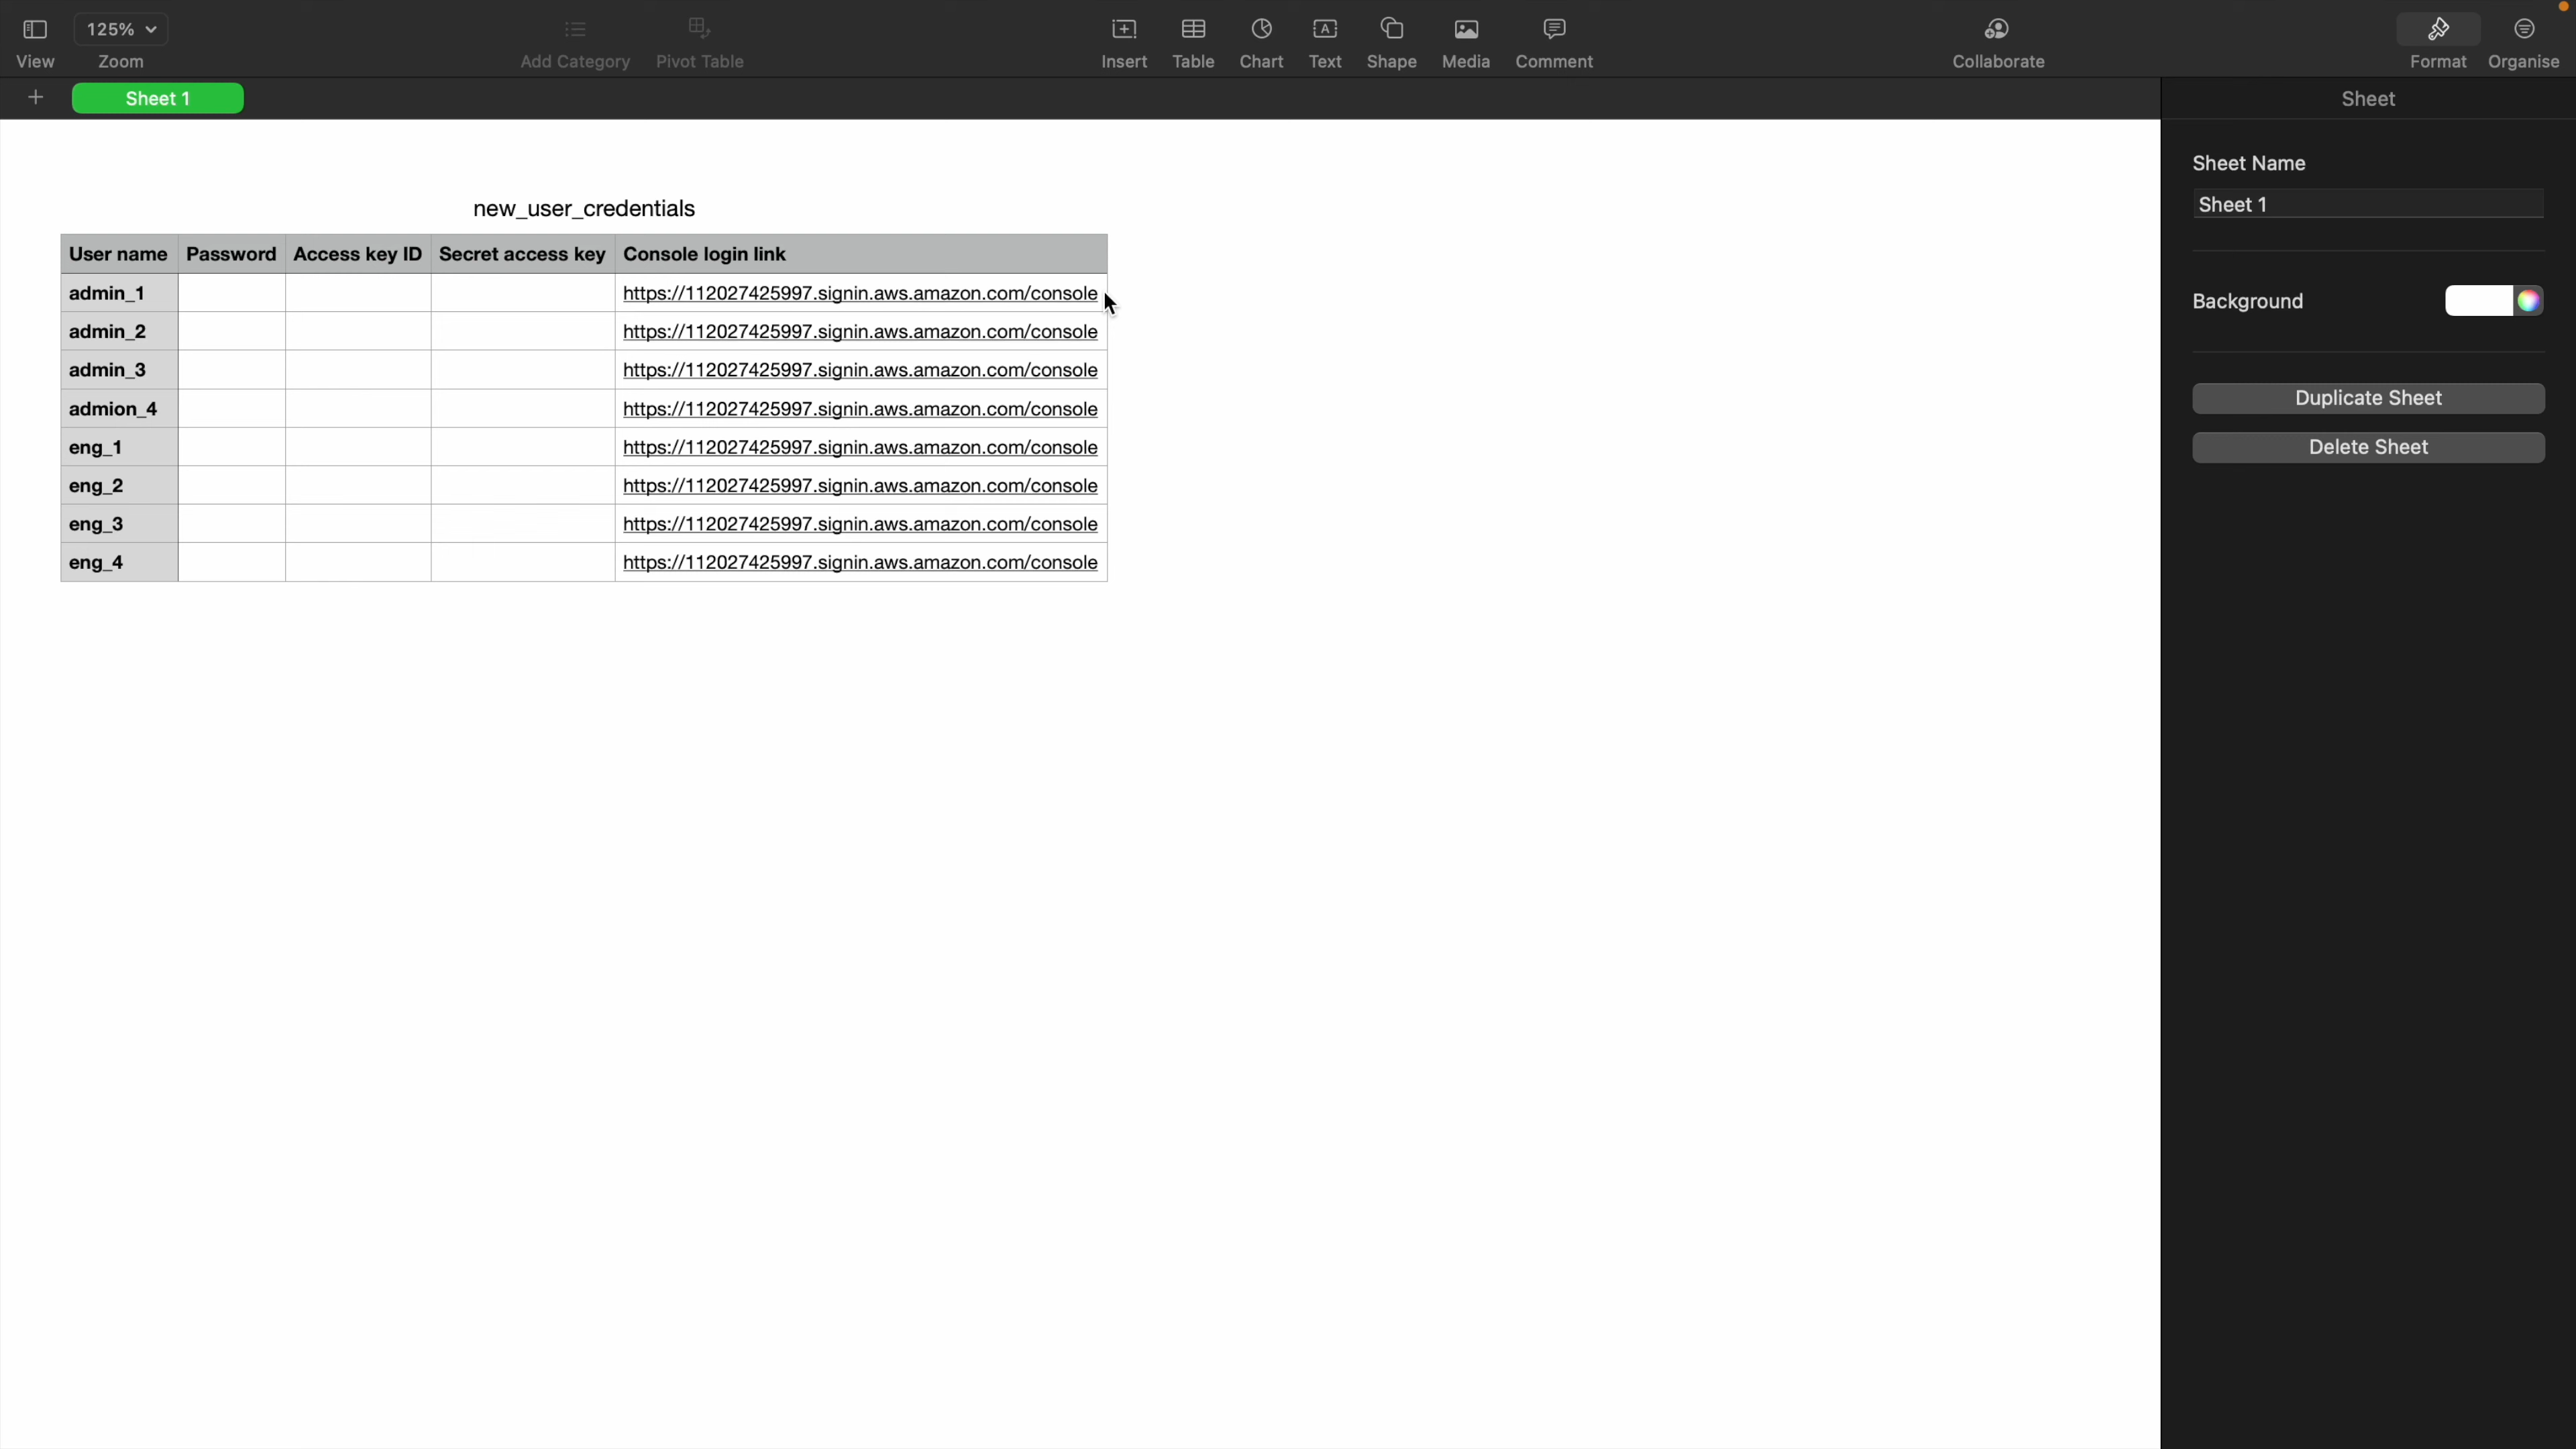 125%
View Zoom Add Category Pivot Table Insert Table Chart Text Shape Media Comment Collaborate Format Organise
Sheet 1
Sheet
Sheet Name
Sheet 1
Background
Duplicate Sheet
Delete Sheet
new_user_credentials
User name Password Access key ID Secret access key Console login link
admin_1 https://112027425997.signin.aws.amazon.com/console
admin_2 https://112027425997.signin.aws.amazon.com/console
admin_3 https://112027425997.signin.aws.amazon.com/console
admion_4 https://112027425997.signin.aws.amazon.com/console
eng_1 https://112027425997.signin.aws.amazon.com/console
eng_2 https://112027425997.signin.aws.amazon.com/console
eng_3 https://112027425997.signin.aws.amazon.com/console
eng_4 https://112027425997.signin.aws.amazon.com/console